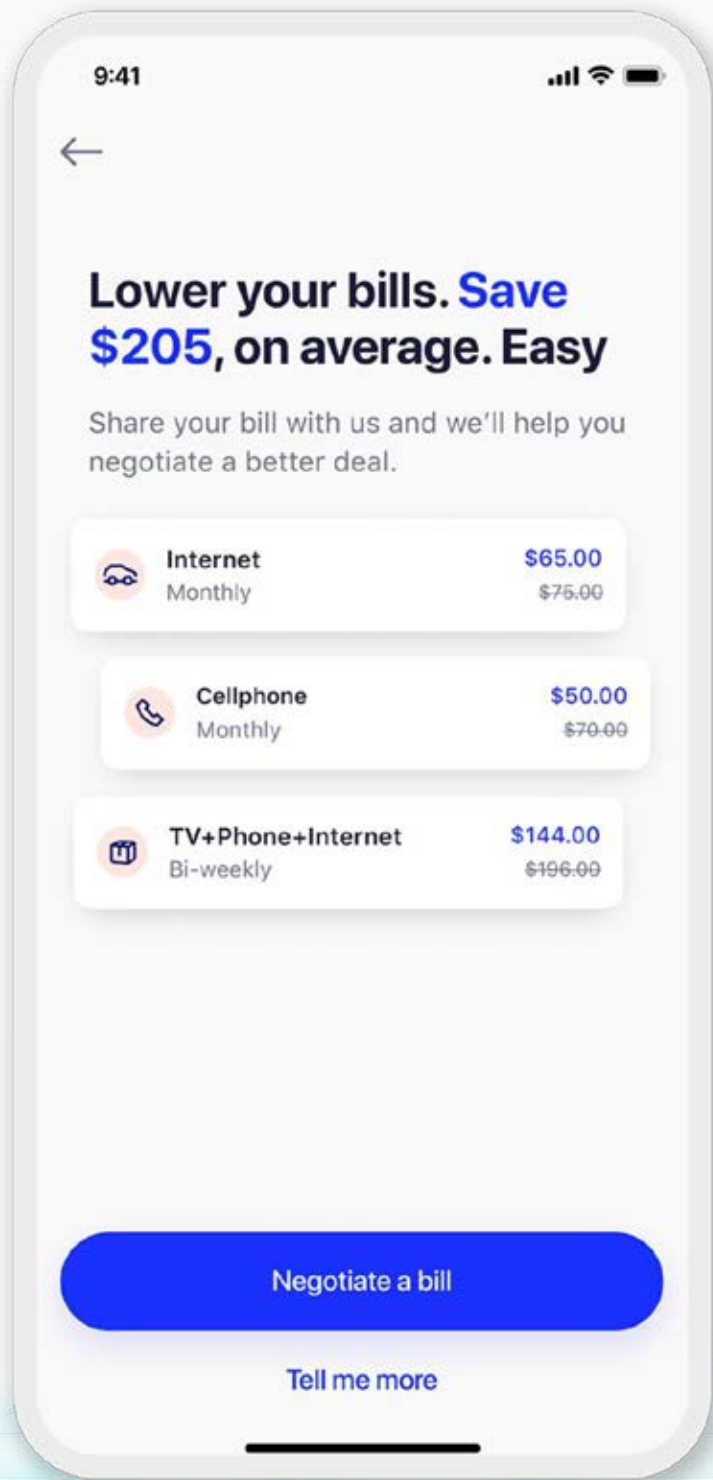 9:41
Lower your bills. Save
$205, on average. Easy
Share your bill with us and we'll help you
negotiate a better deal.
Internet $65.00
Monthly $75.00
Cellphone $50.00
Monthly $70.00
TV+Phone+Internet $144.00
Bi-weekly $196.00
Negotiate a bill
Tell me more